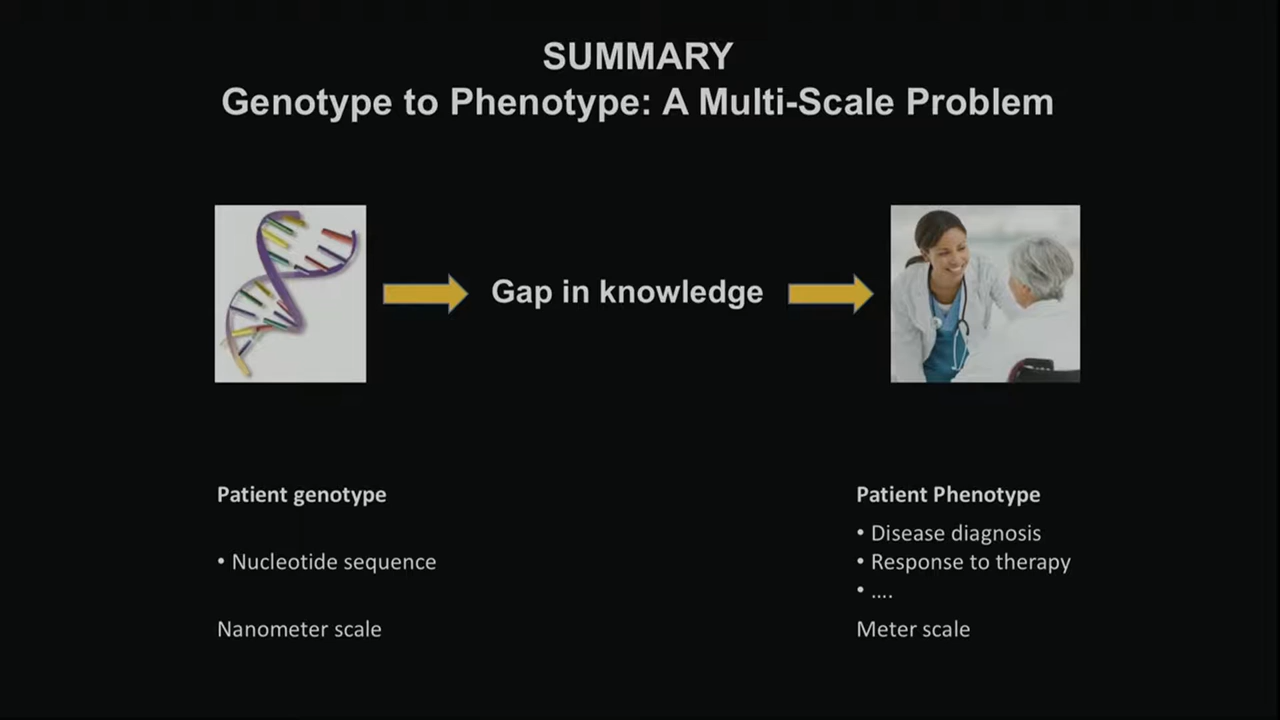 SUMMARY
Genotype to Phenotype: A Multi-Scale Problem
Gap in knowledge
Patient genotype
• Nucleotide sequence
Nanometer scale
Patient Phenotype
• Disease diagnosis
• Response to therapy
• ....
Meter scale